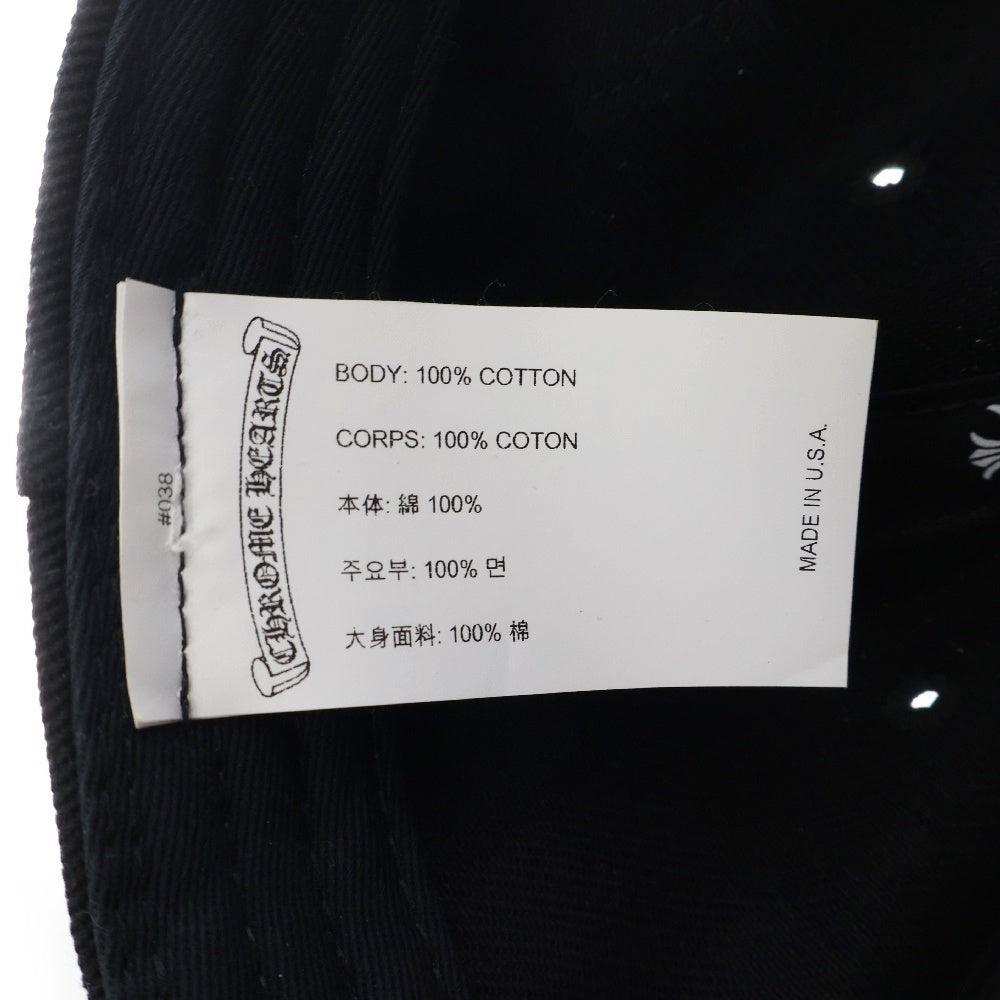 #038
CHROME HEARTS
BODY: 100% COTTON
CORPS: 100% COTON
本体: 綿 100%
주요부: 100% 면
大身面料: 100% 棉
MADE IN U.S.A.